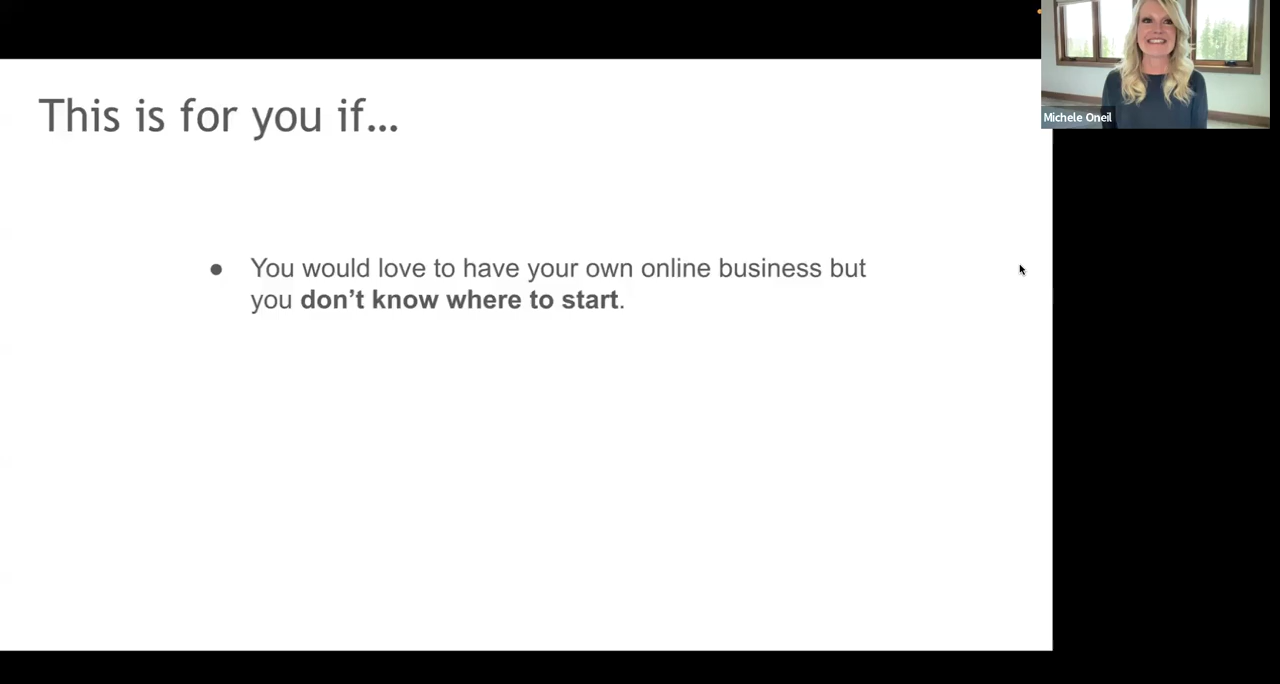 This is for you if...
Michele Oneil
● You would love to have your own online business but
you don’t know where to start.